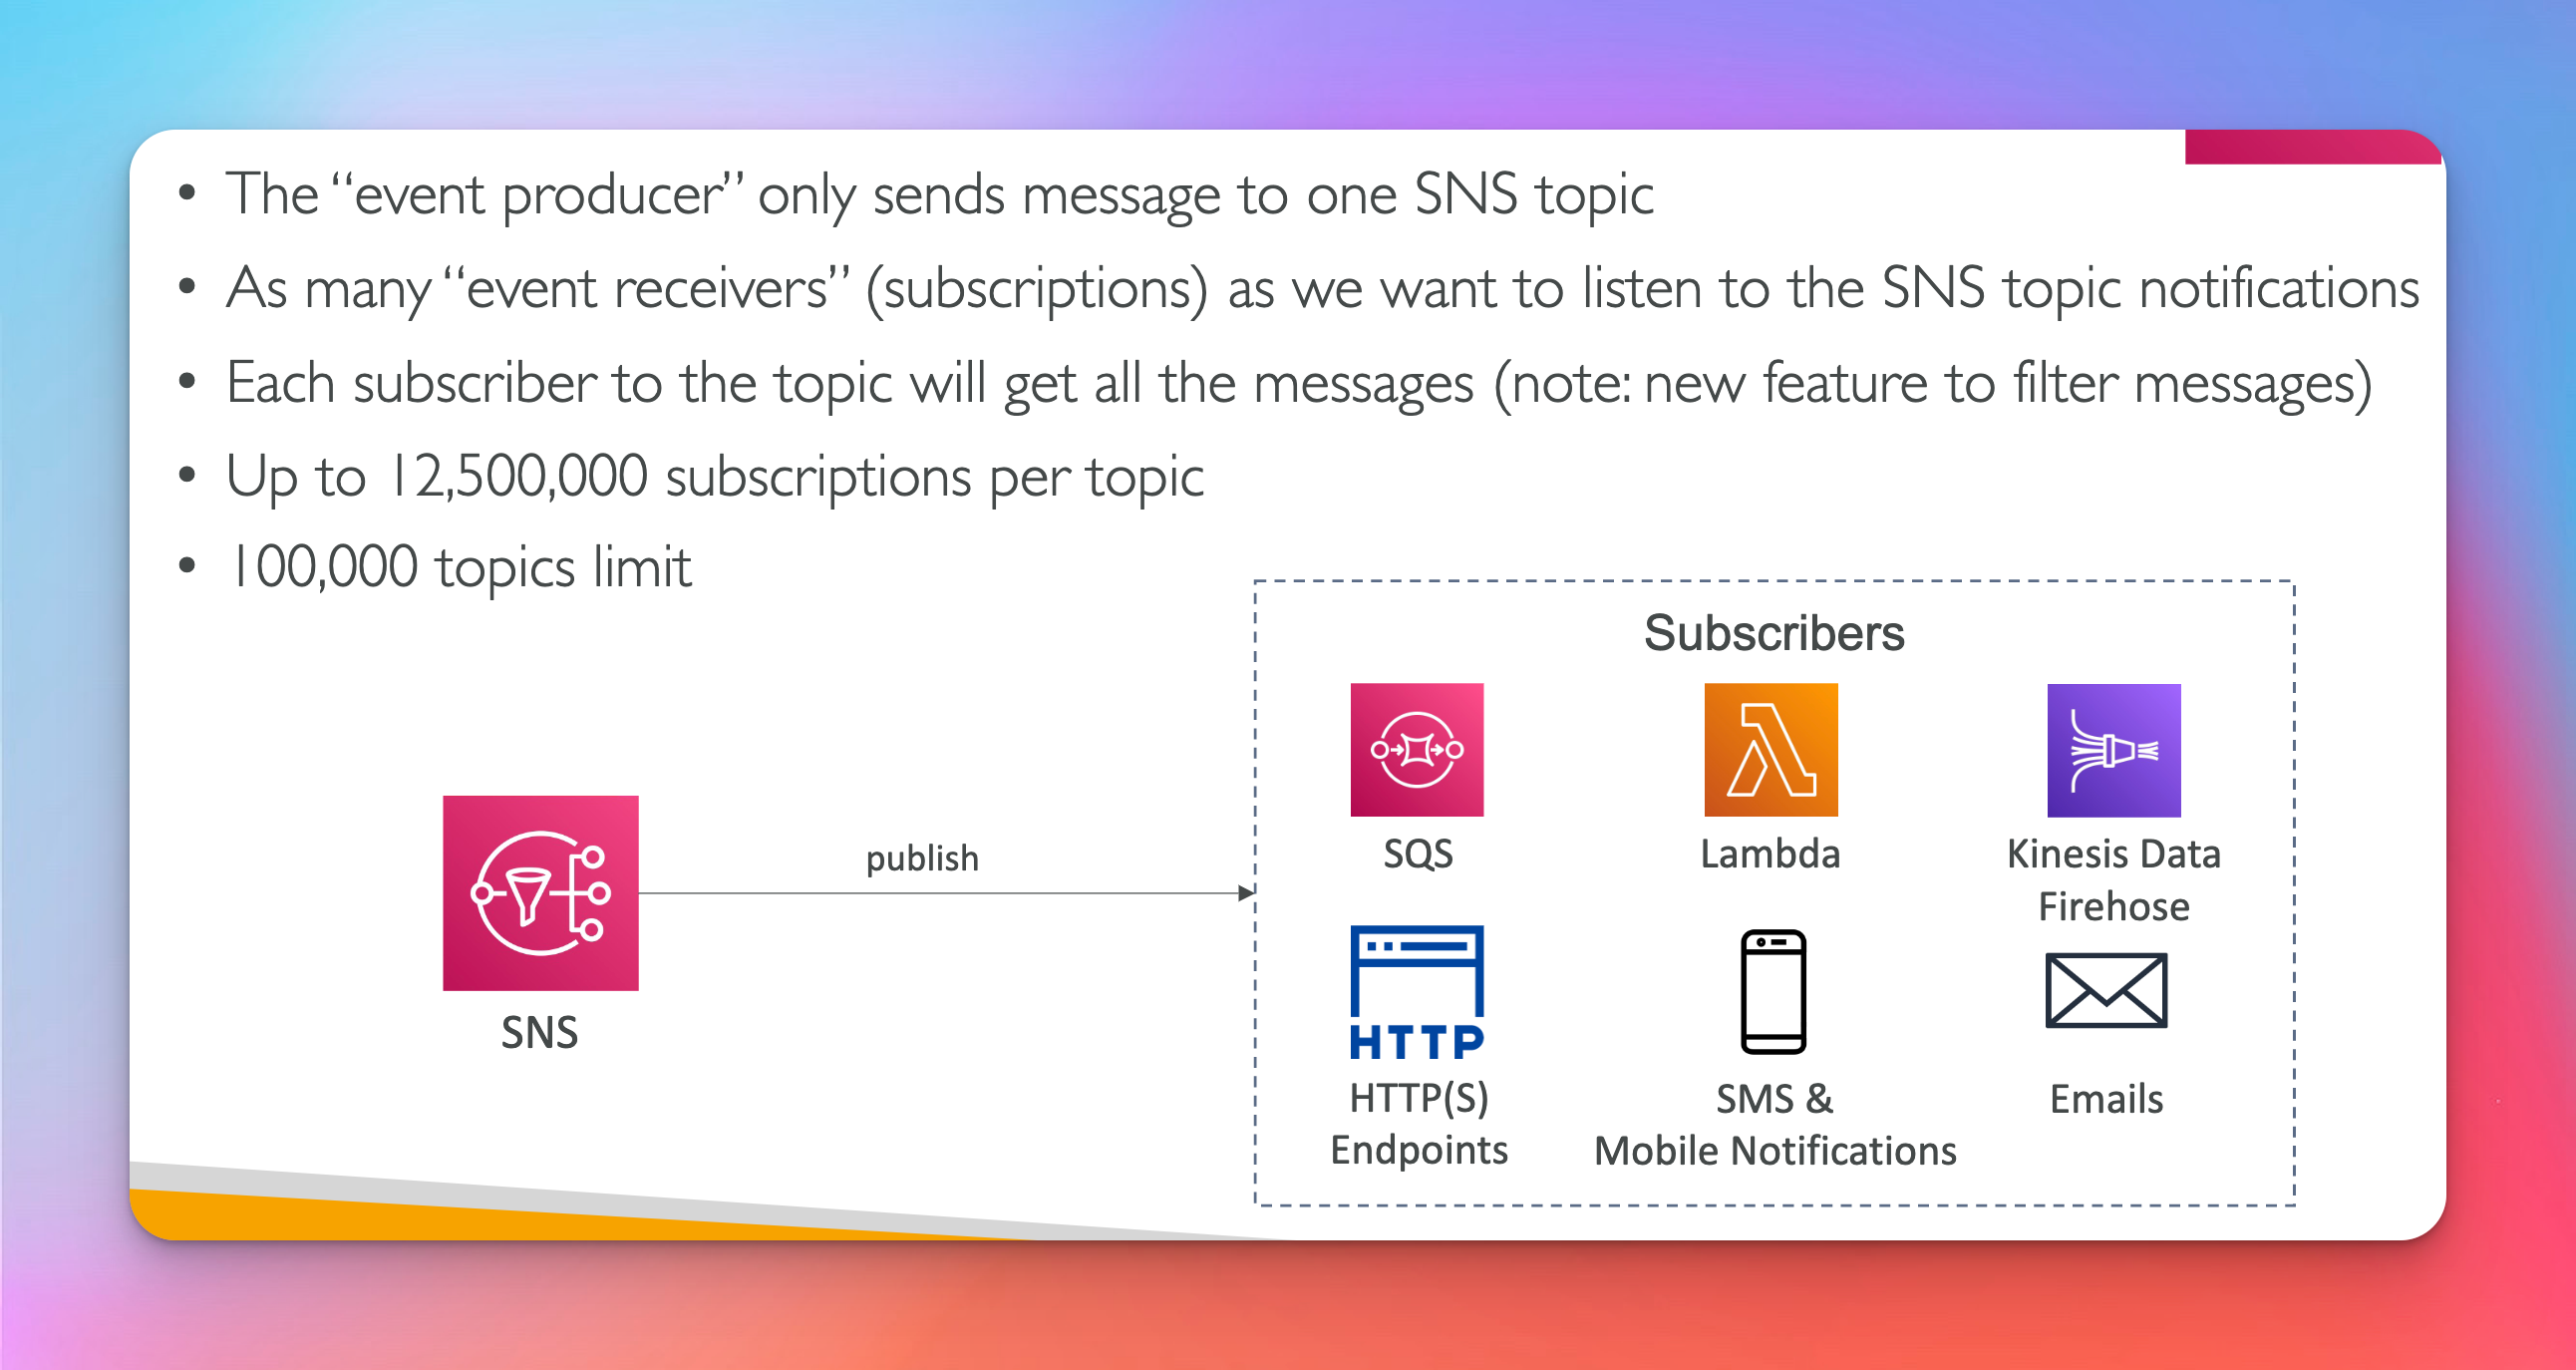 • The “event producer” only sends message to one SNS topic
• As many “event receivers” (subscriptions) as we want to listen to the SNS topic notifications
• Each subscriber to the topic will get all the messages (note: new feature to filter messages)
• Up to 12,500,000 subscriptions per topic
• 100,000 topics limit
Subscribers
SQS
Lambda
Kinesis Data
Firehose
publish
SNS
HTTP
HTTP(S)
Endpoints
SMS &
Mobile Notifications
Emails